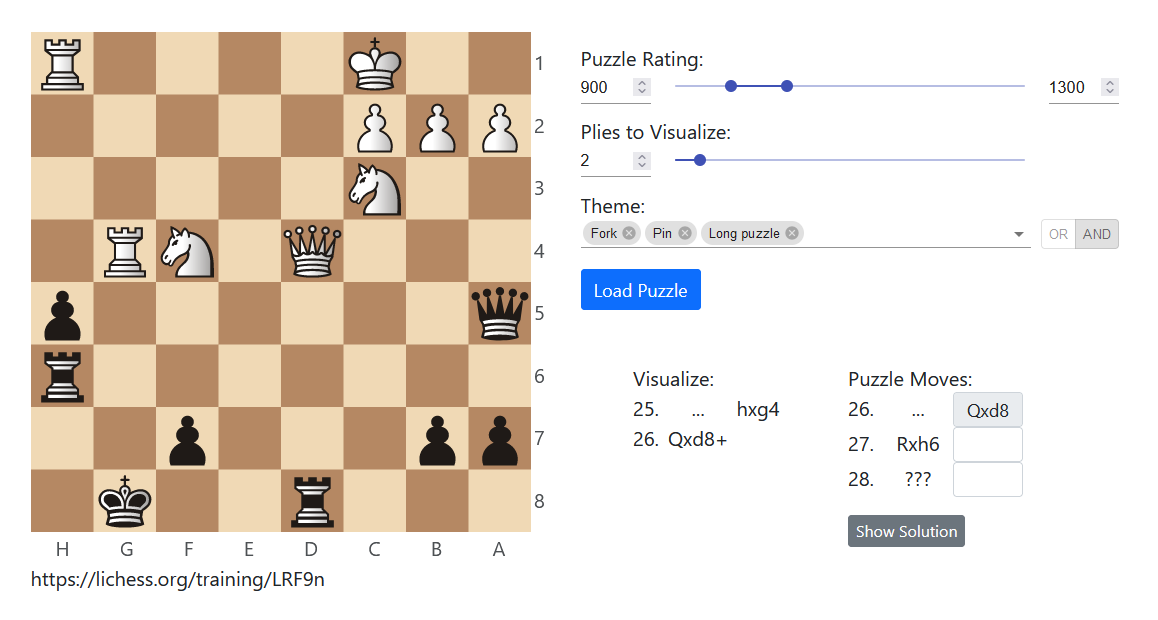 1
2
3
4
5
6
7
8
H G F E D C B A
https://lichess.org/training/LRF9n
Puzzle Rating:
900 1300
Plies to Visualize:
2
Theme:
Fork Pin Long puzzle OR AND
Load Puzzle
Visualize:
25. ... hxg4
26. Qxd8+
Puzzle Moves:
26. ... Qxd8
27. Rxh6
28. ???
Show Solution